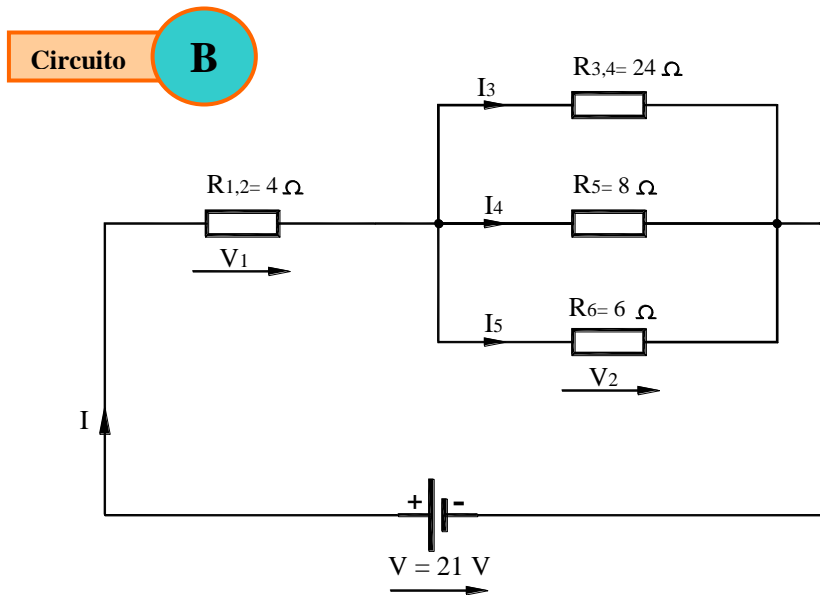 Circuito B
R3,4= 24 Ω
I3
R1,2= 4 Ω
R5= 8 Ω
I4
V1
R6= 6 Ω
I5
V2
I
+ -
V = 21 V